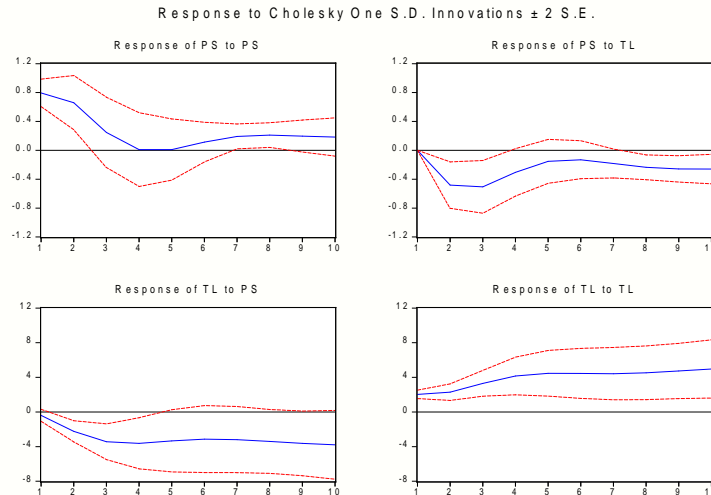 Response to Cholesky One S.D. Innovations ± 2 S.E.
Response of PS to PS
1.2
0.8
0.4
0.0
-0.4
-0.8
-1.2
1 2 3 4 5 6 7 8 9 10
Response of PS to TL
1.2
0.8
0.4
0.0
-0.4
-0.8
-1.2
1 2 3 4 5 6 7 8 9 1
Response of TL to PS
12
8
4
0
-4
-8
1 2 3 4 5 6 7 8 9 10
Response of TL to TL
12
8
4
0
-4
-8
1 2 3 4 5 6 7 8 9 1